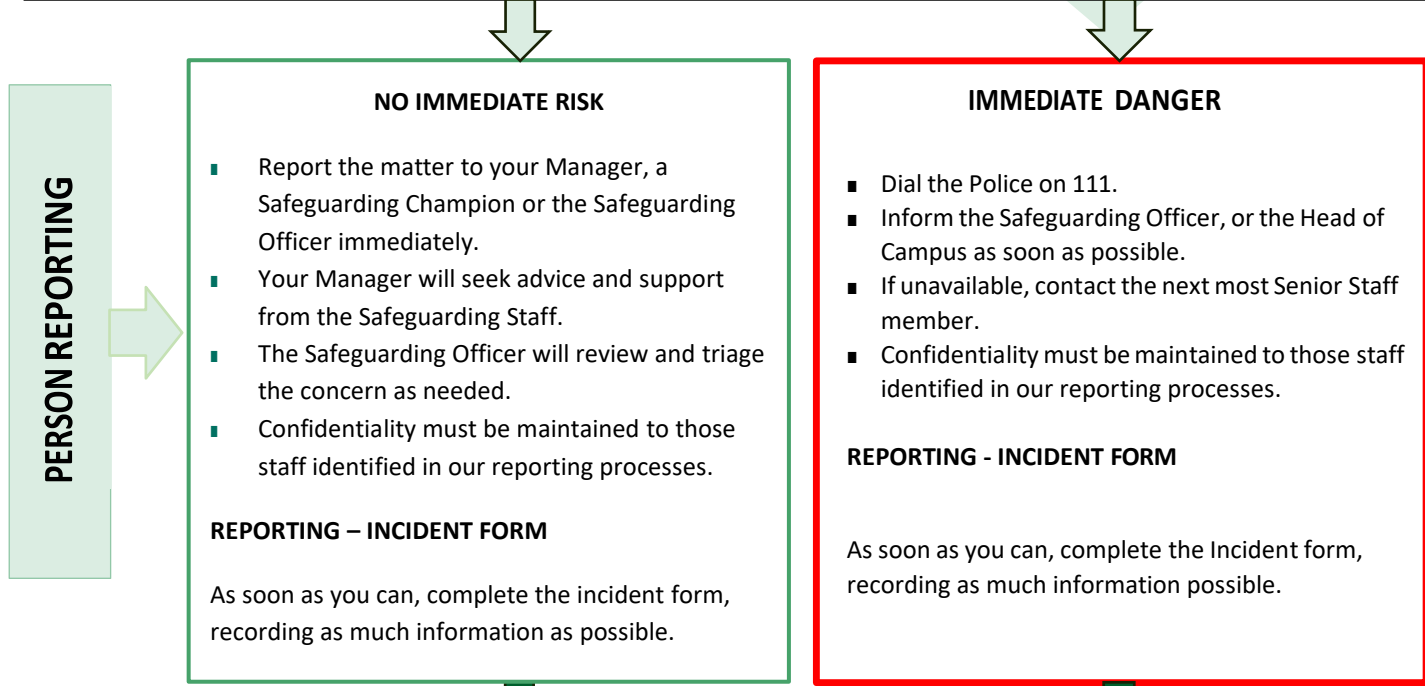 PERSON REPORTING
NO IMMEDIATE RISK
▪ Report the matter to your Manager, a
Safeguarding Champion or the Safeguarding
Officer immediately.
▪ Your Manager will seek advice and support
from the Safeguarding Staff.
▪ The Safeguarding Officer will review and triage
the concern as needed.
▪ Confidentiality must be maintained to those
staff identified in our reporting processes.
REPORTING – INCIDENT FORM
As soon as you can, complete the incident form,
recording as much information as possible.
IMMEDIATE DANGER
▪ Dial the Police on 111.
▪ Inform the Safeguarding Officer, or the Head of
Campus as soon as possible.
▪ If unavailable, contact the next most Senior Staff
member.
▪ Confidentiality must be maintained to those staff
identified in our reporting processes.
REPORTING - INCIDENT FORM
As soon as you can, complete the Incident form,
recording as much information possible.